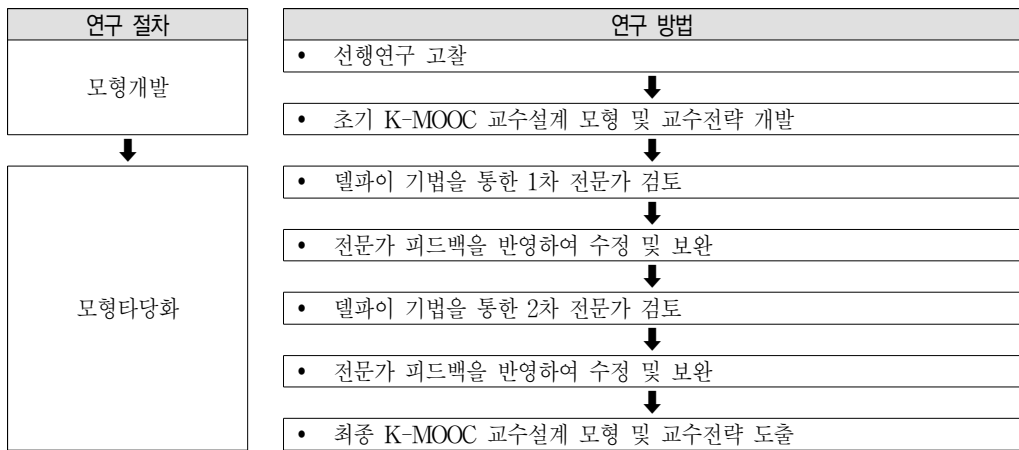 연구 절차
연구 방법
모형개발
• 선행연구 고찰
• 초기 K-MOOC 교수설계 모형 및 교수전략 개발
모형타당화
• 델파이 기법을 통한 1차 전문가 검토
• 전문가 피드백을 반영하여 수정 및 보완
• 델파이 기법을 통한 2차 전문가 검토
• 전문가 피드백을 반영하여 수정 및 보완
• 최종 K-MOOC 교수설계 모형 및 교수전략 도출